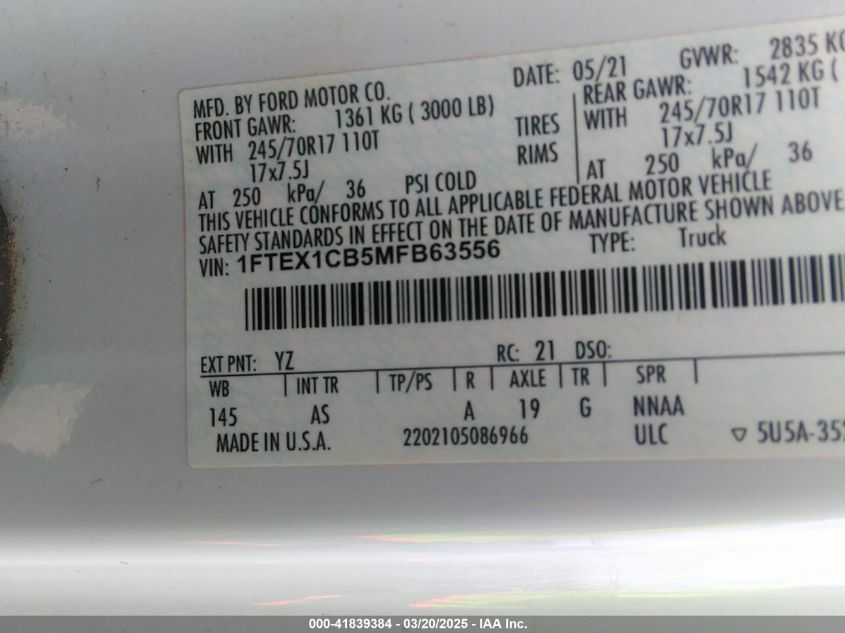 MFD. BY FORD MOTOR CO. DATE: 05/21 GVWR: 2835 KG
FRONT GAWR: 1361 KG ( 3000 LB) REAR GAWR: 1542 KG (
WITH 245/70R17 110T TIRES WITH 245/70R17 110T
17x7.5J RIMS 17x7.5J
AT 250 kPa/ 36 PSI COLD AT 250 kPa/ 36
THIS VEHICLE CONFORMS TO ALL APPLICABLE FEDERAL MOTOR VEHICLE
SAFETY STANDARDS IN EFFECT ON THE DATE OF MANUFACTURE SHOWN ABOVE
VIN: 1FTEX1CB5MFB63556 TYPE: Truck
EXT PNT: YZ RC: 21 DSO:
WB INT TR TP/PS R AXLE TR SPR
145 AS A 19 G NNAA
MADE IN U.S.A. 2202105086966 ULC 5U5A-35
000-41839384 - 03/20/2025 - IAA Inc.